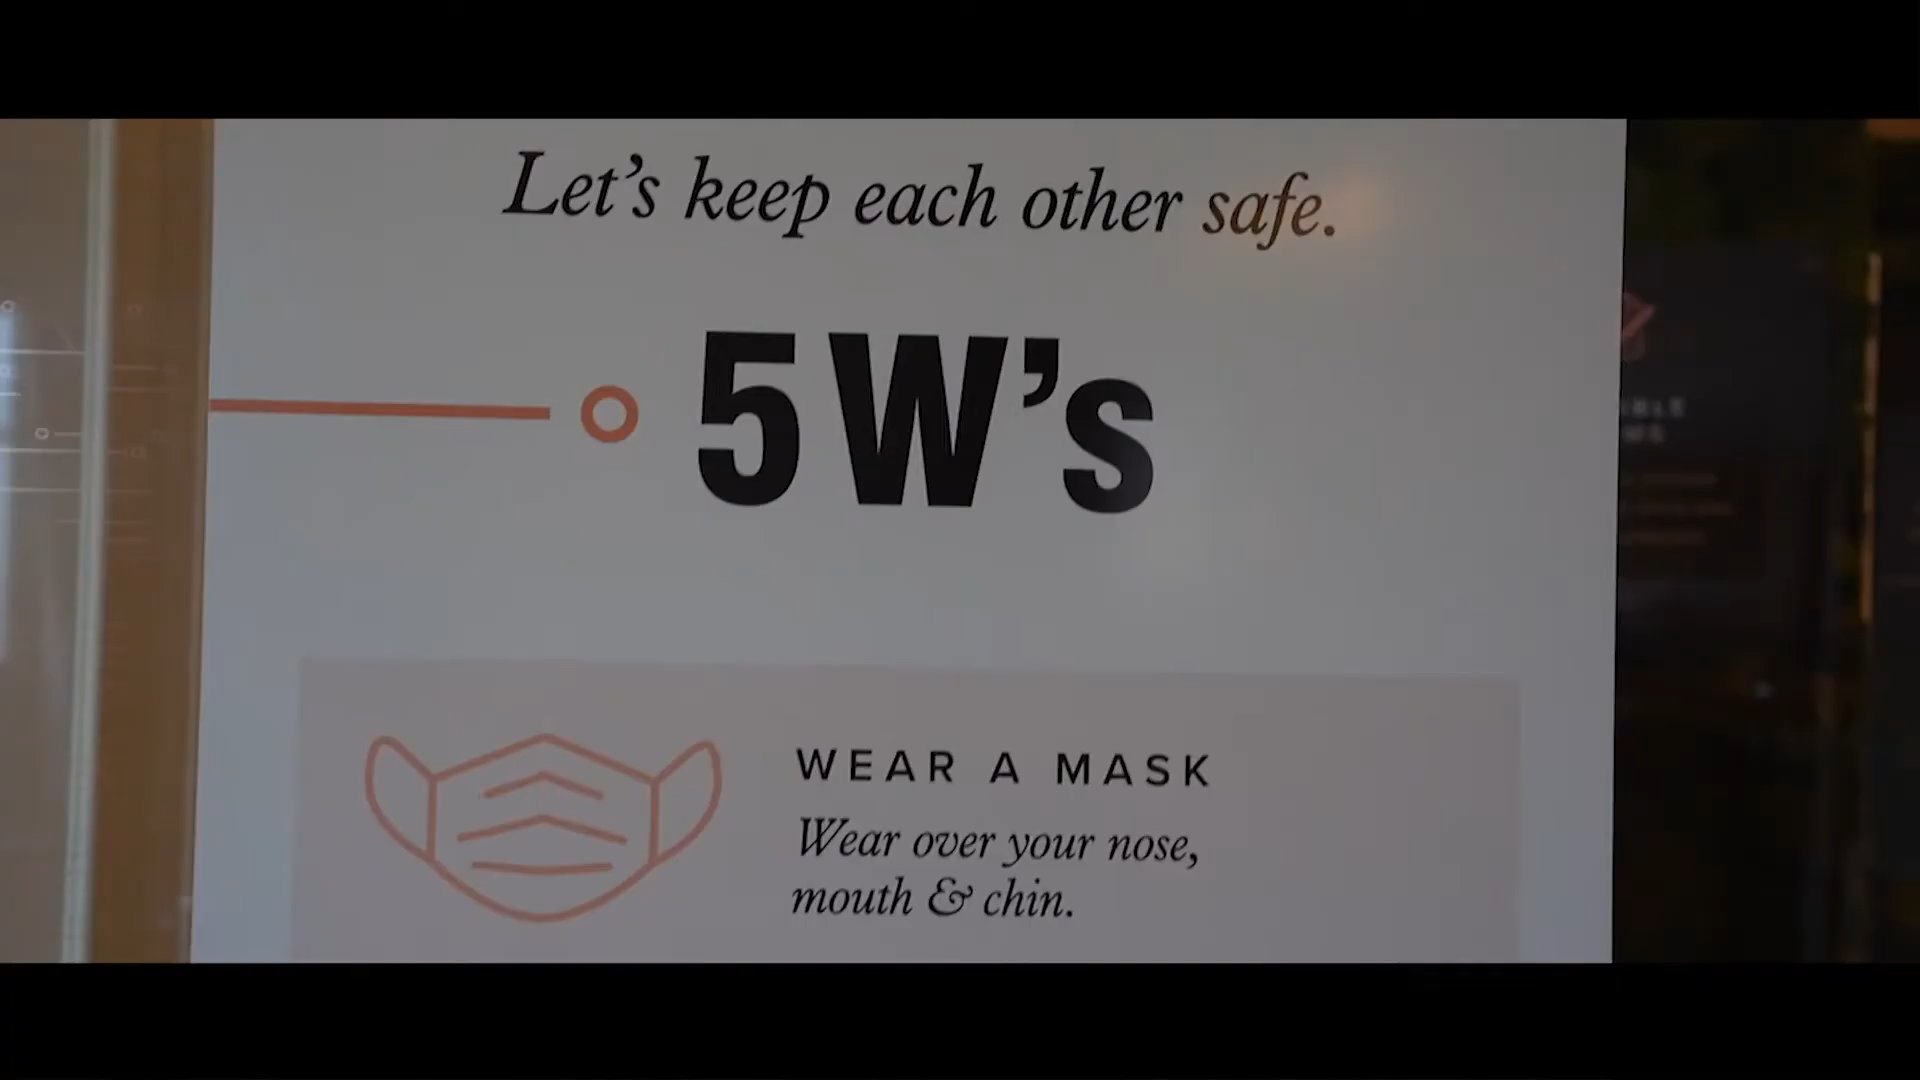 Let's keep each other safe.
5 W's
WEAR A MASK
Wear over your nose,
mouth & chin.